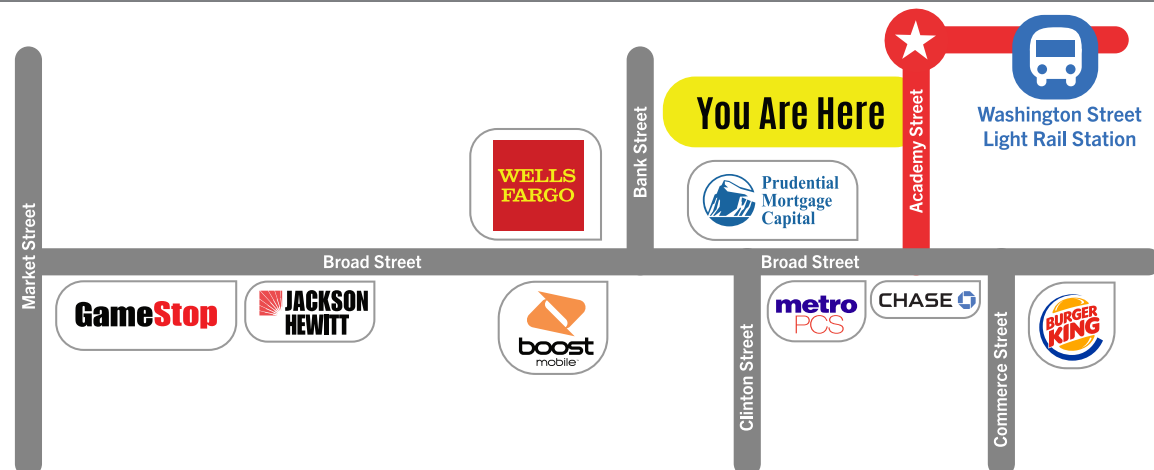 You Are Here
Washington Street
Light Rail Station
Bank Street
Academy Street
WELLS
FARGO
Prudential
Mortgage
Capital
Market Street
Broad Street
Broad Street
GameStop
JACKSON
HEWITT
boost
mobile
metro
PCS
CHASE
BURGER
KING
Clinton Street
Commerce Street